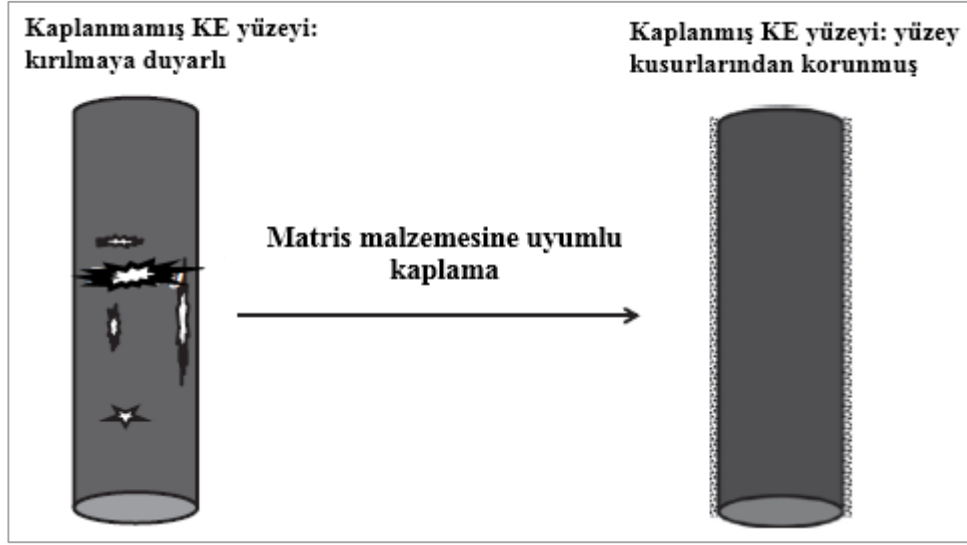 Kaplanmamış KE yüzeyi:
kırılmaya duyarlı
Kaplanmış KE yüzeyi: yüzey
kusurlarından korunmuş
Matris malzemesine uyumlu
kaplama